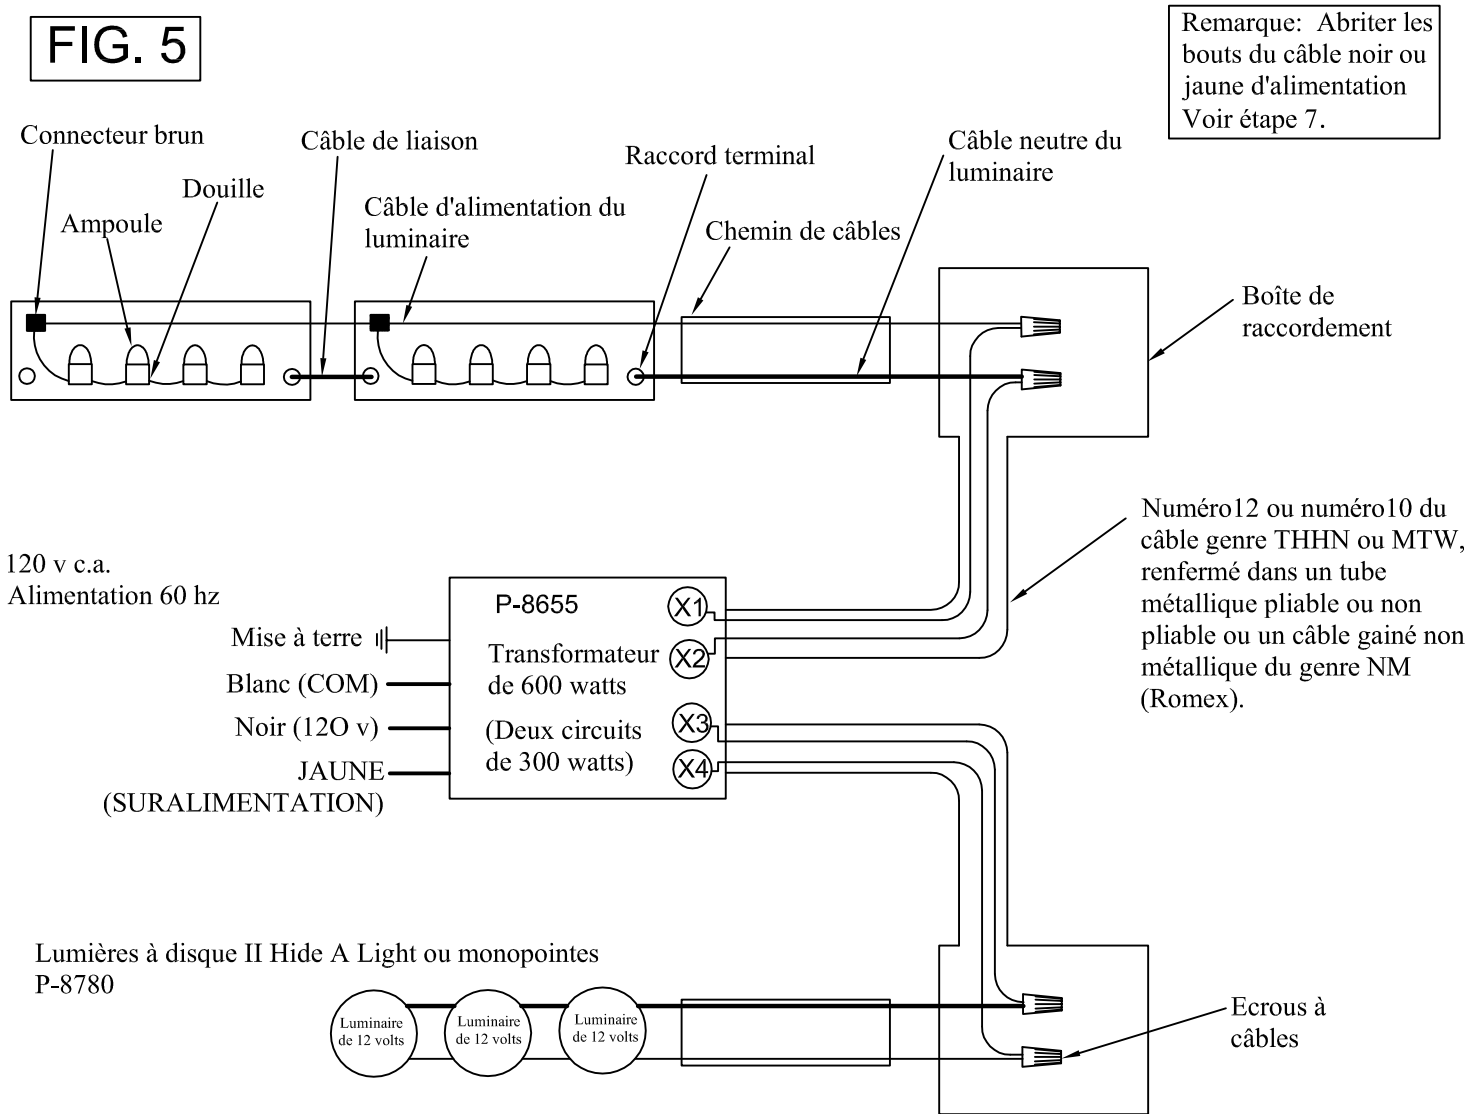 FIG. 5
Remarque: Abriter les
bouts du câble noir ou
jaune d'alimentation
Voir étape 7.
Connecteur brun
Câble de liaison
Raccord terminal
Câble neutre du
luminaire
Douille
Ampoule
Câble d'alimentation du
luminaire
Chemin de câbles
Boîte de
raccordement
Numéro12 ou numéro10 du
câble genre THHN ou MTW,
renfermé dans un tube
métallique pliable ou non
pliable ou un câble gainé non
métallique du genre NM
(Romex).
120 v c.a.
Alimentation 60 hz
Mise à terre
Blanc (COM)
Noir (12O v)
JAUNE
(SURALIMENTATION)
P-8655
Transformateur
de 600 watts
(Deux circuits
de 300 watts)
X1
X2
X3
X4
Lumières à disque II Hide A Light ou monopointes
P-8780
Luminaire
de 12 volts
Luminaire
de 12 volts
Luminaire
de 12 volts
Ecrous à
câbles